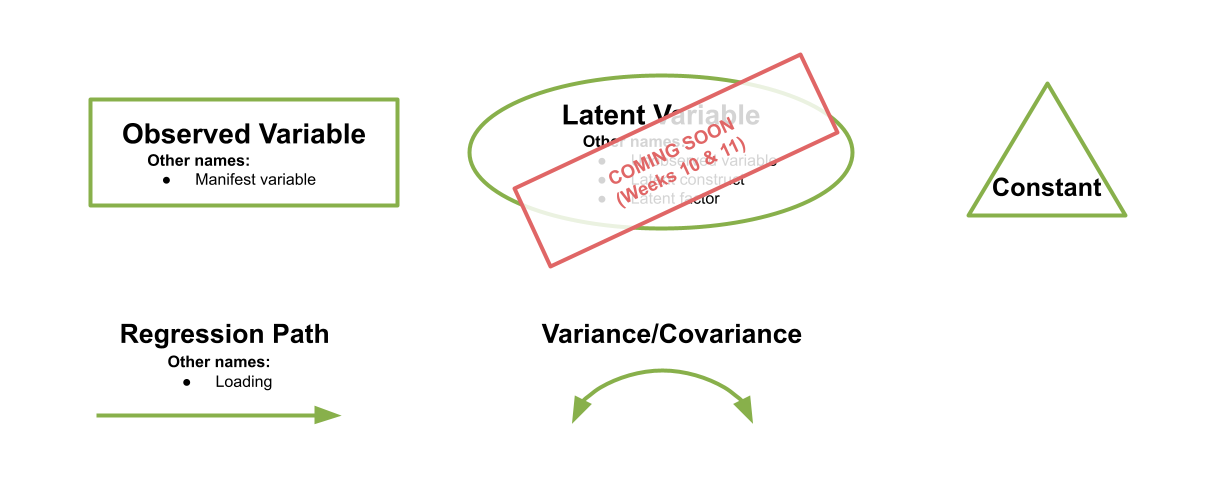 Observed Variable
Other names:
● Manifest variable
Latent Variable
Other names:
● Unobserved variable
● Latent construct
● Latent factor
COMING SOON
(Weeks 10 & 11)
Constant
Regression Path
Other names:
● Loading
Variance/Covariance